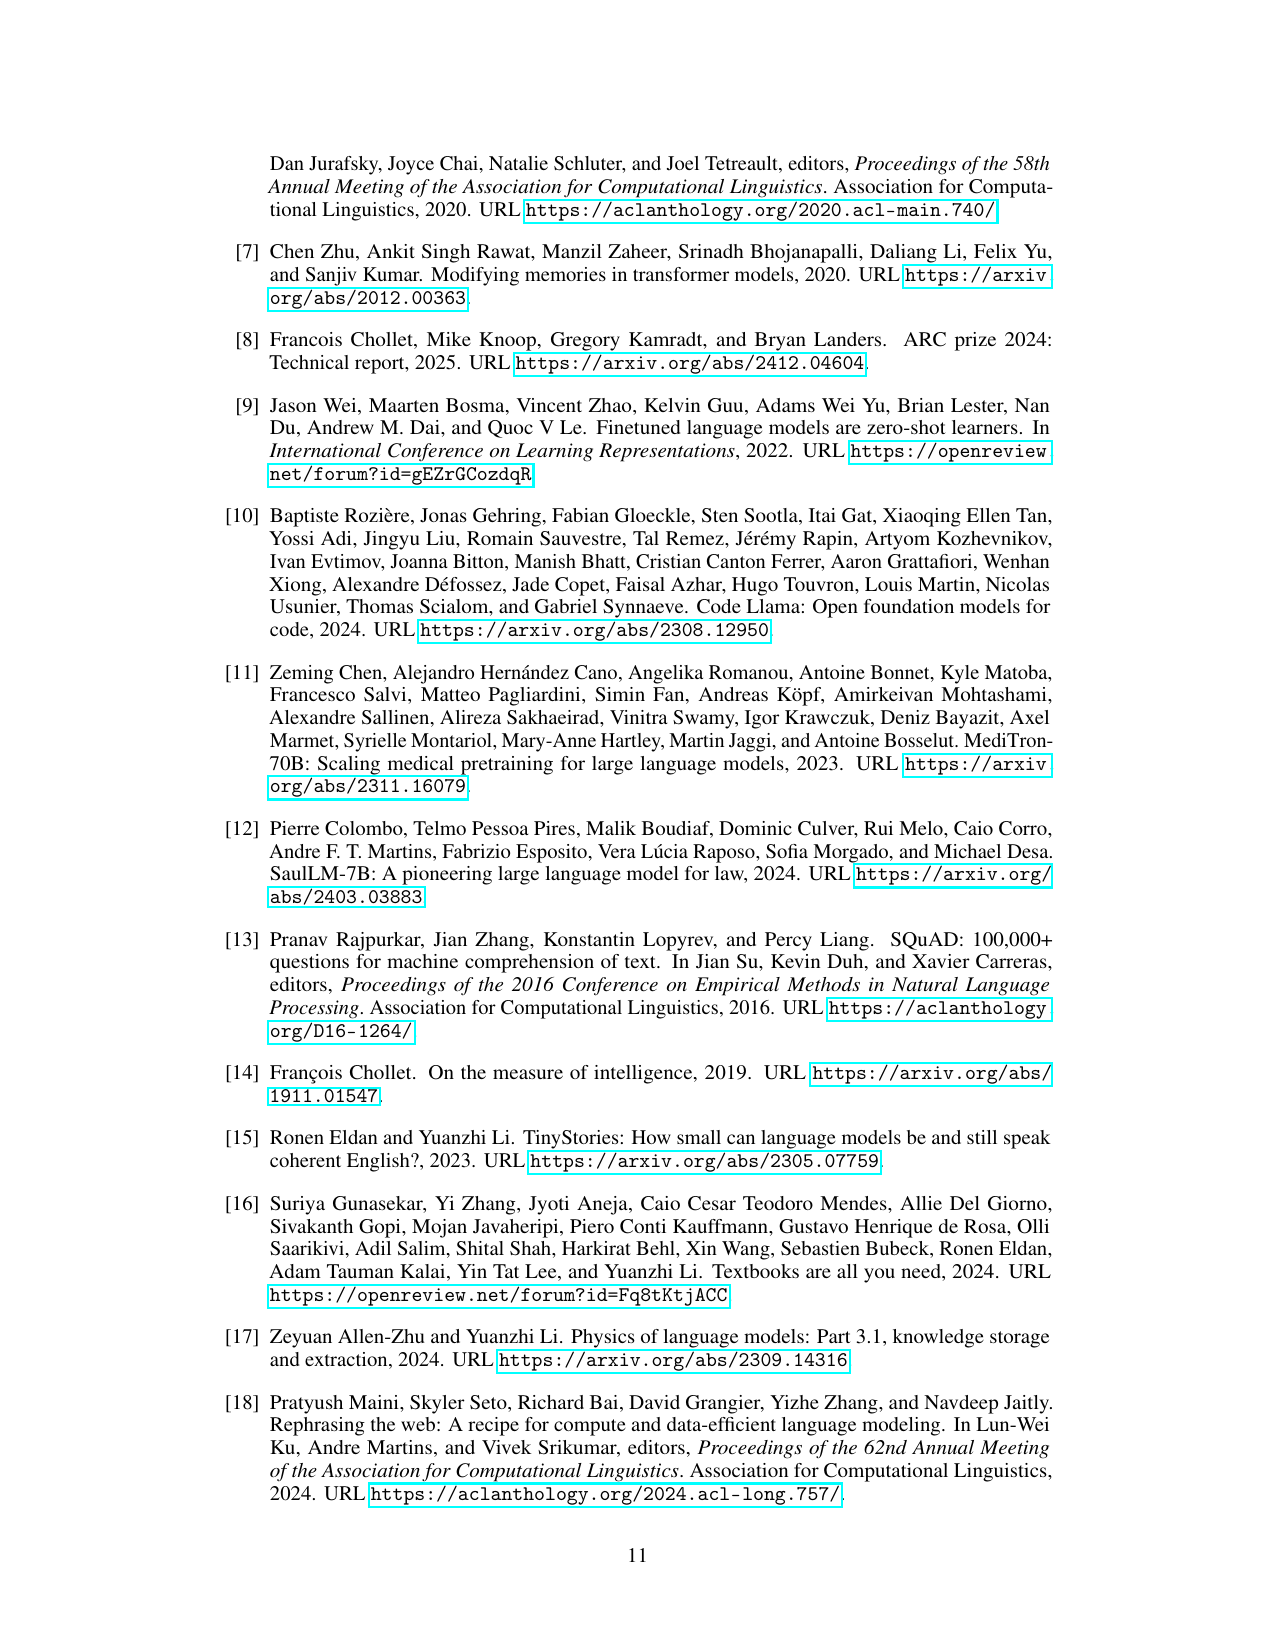 Dan Jurafsky, Joyce Chai, Natalie Schluter, and Joel Tetreault, editors, Proceedings of the 58th
Annual Meeting of the Association for Computational Linguistics. Association for Computa-
tional Linguistics, 2020. URL https://aclanthology.org/2020.acl-main.740/.
[7] Chen Zhu, Ankit Singh Rawat, Manzil Zaheer, Srinadh Bhojanapalli, Daliang Li, Felix Yu,
and Sanjiv Kumar. Modifying memories in transformer models, 2020. URL https://arxiv.
org/abs/2012.00363.
[8] Francois Chollet, Mike Knoop, Gregory Kamradt, and Bryan Landers. ARC prize 2024:
Technical report, 2025. URL https://arxiv.org/abs/2412.04604.
[9] Jason Wei, Maarten Bosma, Vincent Zhao, Kelvin Guu, Adams Wei Yu, Brian Lester, Nan
Du, Andrew M. Dai, and Quoc V Le. Finetuned language models are zero-shot learners. In
International Conference on Learning Representations, 2022. URL https://openreview.
net/forum?id=gEZrGCozdqR.
[10] Baptiste Rozière, Jonas Gehring, Fabian Gloeckle, Sten Sootla, Itai Gat, Xiaoqing Ellen Tan,
Yossi Adi, Jingyu Liu, Romain Sauvestre, Tal Remez, Jérémy Rapin, Artyom Kozhevnikov,
Ivan Evtimov, Joanna Bitton, Manish Bhatt, Cristian Canton Ferrer, Aaron Grattafiori, Wenhan
Xiong, Alexandre Défossez, Jade Copet, Faisal Azhar, Hugo Touvron, Louis Martin, Nicolas
Usunier, Thomas Scialom, and Gabriel Synnaeve. Code Llama: Open foundation models for
code, 2024. URL https://arxiv.org/abs/2308.12950.
[11] Zeming Chen, Alejandro Hernández Cano, Angelika Romanou, Antoine Bonnet, Kyle Matoba,
Francesco Salvi, Matteo Pagliardini, Simin Fan, Andreas Köpf, Amirkeivan Mohtashami,
Alexandre Sallinen, Alireza Sakhaeirad, Vinitra Swamy, Igor Krawczuk, Deniz Bayazit, Axel
Marmet, Syrielle Montariol, Mary-Anne Hartley, Martin Jaggi, and Antoine Bosselut. MediTron-
70B: Scaling medical pretraining for large language models, 2023. URL https://arxiv.
org/abs/2311.16079.
[12] Pierre Colombo, Telmo Pessoa Pires, Malik Boudiaf, Dominic Culver, Rui Melo, Caio Corro,
Andre F. T. Martins, Fabrizio Esposito, Vera Lúcia Raposo, Sofia Morgado, and Michael Desa.
SaulLM-7B: A pioneering large language model for law, 2024. URL https://arxiv.org/
abs/2403.03883.
[13] Pranav Rajpurkar, Jian Zhang, Konstantin Lopyrev, and Percy Liang. SQuAD: 100,000+
questions for machine comprehension of text. In Jian Su, Kevin Duh, and Xavier Carreras,
editors, Proceedings of the 2016 Conference on Empirical Methods in Natural Language
Processing. Association for Computational Linguistics, 2016. URL https://aclanthology.
org/D16-1264/.
[14] François Chollet. On the measure of intelligence, 2019. URL https://arxiv.org/abs/
1911.01547.
[15] Ronen Eldan and Yuanzhi Li. TinyStories: How small can language models be and still speak
coherent English?, 2023. URL https://arxiv.org/abs/2305.07759.
[16] Suriya Gunasekar, Yi Zhang, Jyoti Aneja, Caio Cesar Teodoro Mendes, Allie Del Giorno,
Sivakanth Gopi, Mojan Javaheripi, Piero Conti Kauffmann, Gustavo Henrique de Rosa, Olli
Saarikivi, Adil Salim, Shital Shah, Harkirat Behl, Xin Wang, Sebastien Bubeck, Ronen Eldan,
Adam Tauman Kalai, Yin Tat Lee, and Yuanzhi Li. Textbooks are all you need, 2024. URL
https://openreview.net/forum?id=Fq8tKtjACC.
[17] Zeyuan Allen-Zhu and Yuanzhi Li. Physics of language models: Part 3.1, knowledge storage
and extraction, 2024. URL https://arxiv.org/abs/2309.14316.
[18] Pratyush Maini, Skyler Seto, Richard Bai, David Grangier, Yizhe Zhang, and Navdeep Jaitly.
Rephrasing the web: A recipe for compute and data-efficient language modeling. In Lun-Wei
Ku, Andre Martins, and Vivek Srikumar, editors, Proceedings of the 62nd Annual Meeting
of the Association for Computational Linguistics. Association for Computational Linguistics,
2024. URL https://aclanthology.org/2024.acl-long.757/.
11